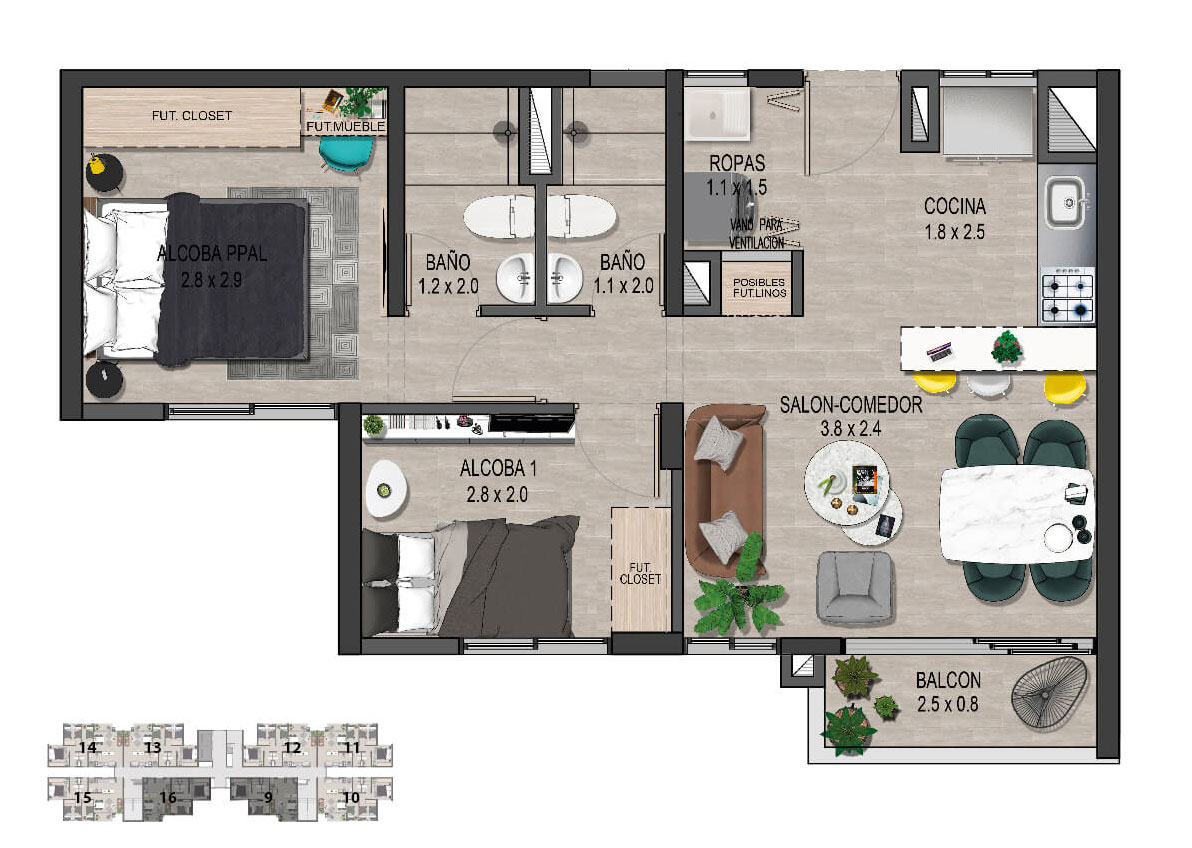 FUT. CLOSET
FUT.MUEBLE
ALCOBA PPAL
2.8 x 2.9
BAÑO
1.2 x 2.0
BAÑO
1.1 x 2.0
ROPAS
1.1 x 1.5
VANO PARA
VENTILACION
POSIBLES
FUT.LINOS
COCINA
1.8 x 2.5
SALON-COMEDOR
3.8 x 2.4
ALCOBA 1
2.8 x 2.0
FUT.
CLOSET
BALCON
2.5 x 0.8
14
13
12
11
15
16
9
10